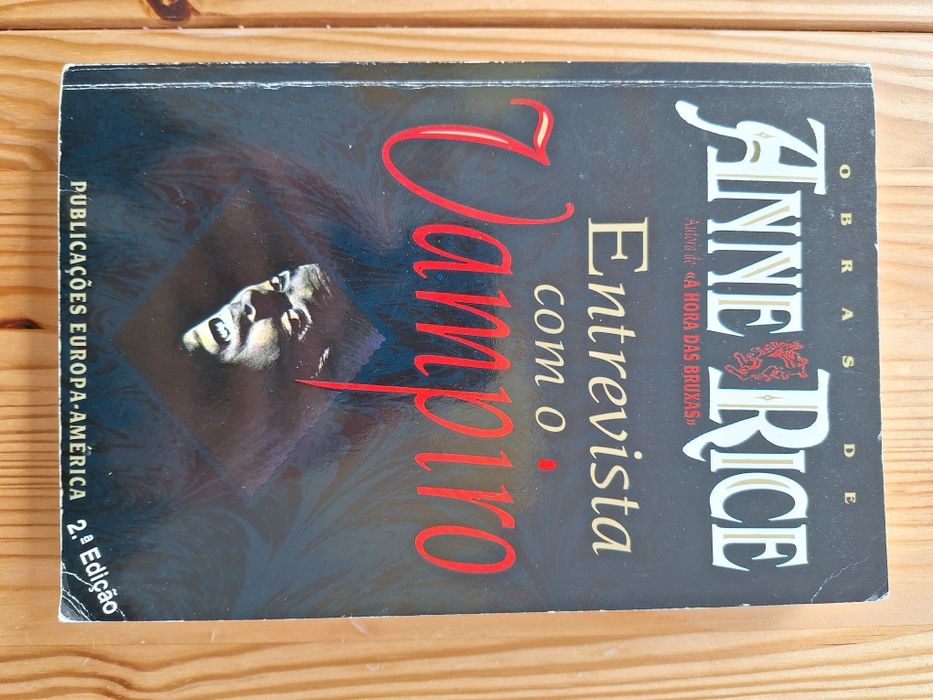 OBRAS DE
ANNE RICE
Autora de «A HORA DAS BRUXAS»
Entrevista
com o
Vampiro
PUBLICAÇÕES EUROPA-AMÉRICA
2.ª Edição